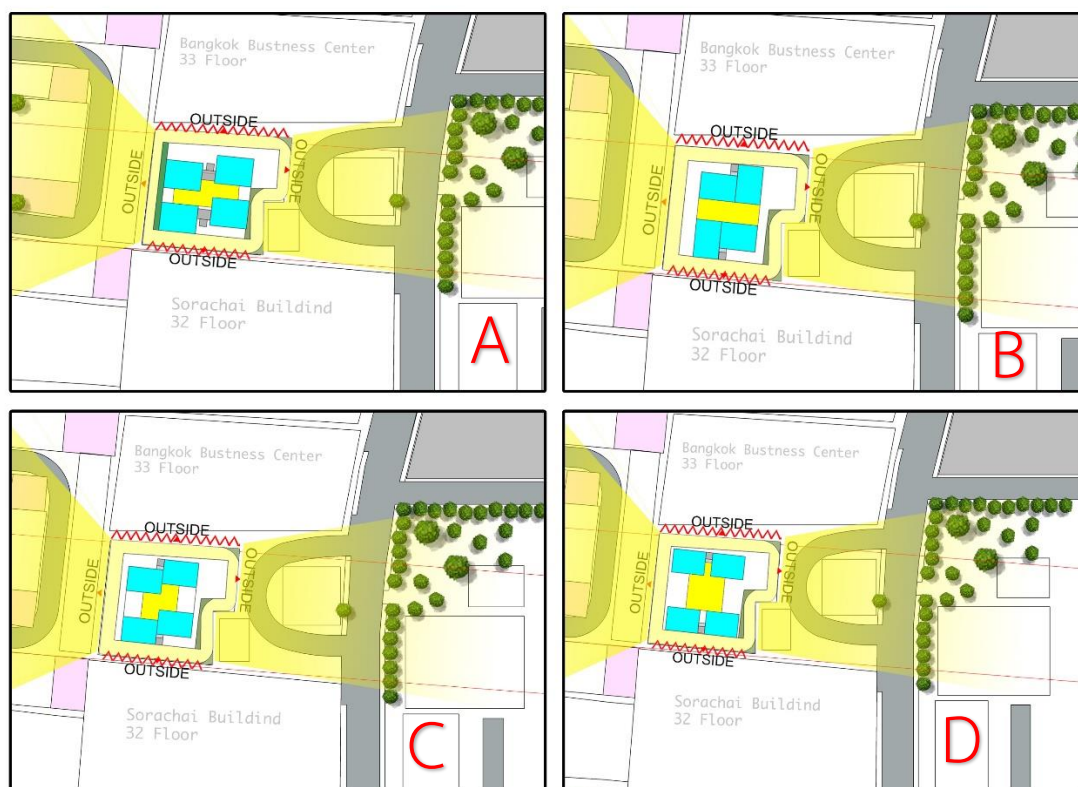 Bangkok Bustness Center
33 Floor
OUTSIDE
OUTSIDE
OUTSIDE
OUTSIDE
Sorachai Buildind
32 Floor
A
Bangkok Bustness Center
33 Floor
OUTSIDE
OUTSIDE
OUTSIDE
OUTSIDE
Sorachai Buildind
32 Floor
B
Bangkok Bustness Center
33 Floor
OUTSIDE
OUTSIDE
OUTSIDE
OUTSIDE
Sorachai Buildind
32 Floor
C
Bangkok Bustness Center
33 Floor
OUTSIDE
OUTSIDE
OUTSIDE
OUTSIDE
Sorachai Buildind
32 Floor
D